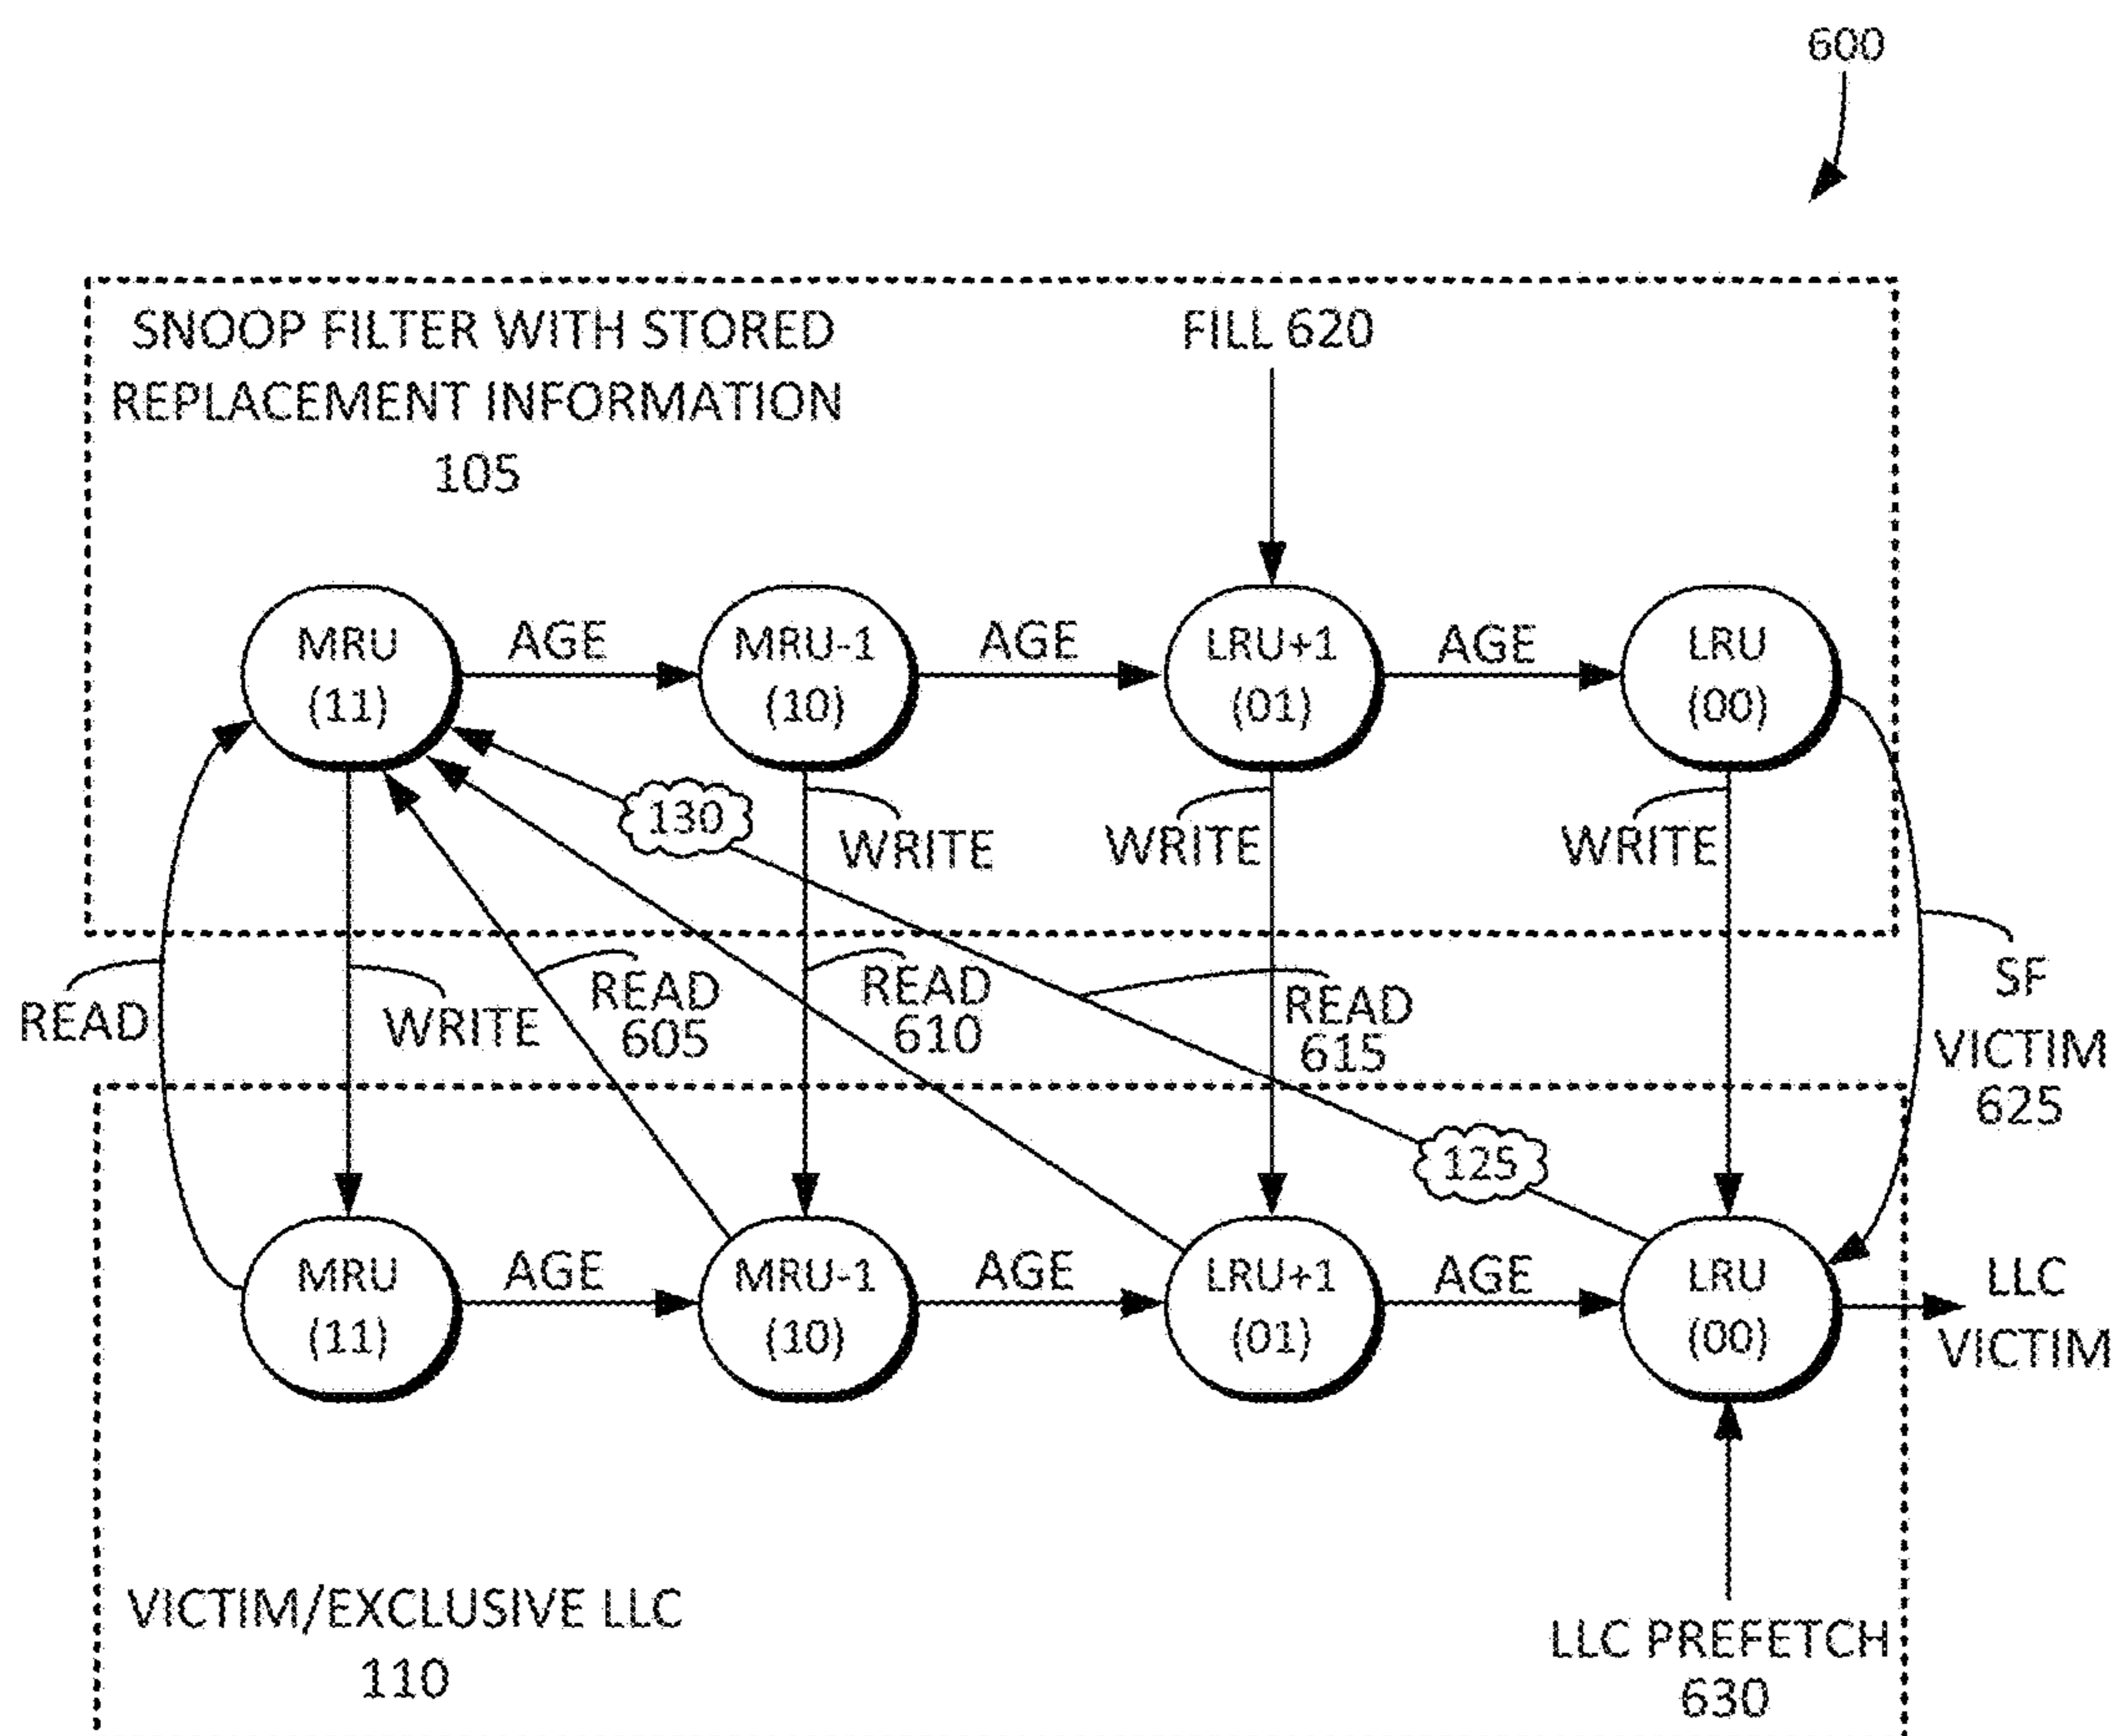 600
SNOOP FILTER WITH STORED
REPLACEMENT INFORMATION
105
FILL 620
MRU
(11)
AGE
MRU-1
(10)
AGE
LRU+1
(01)
AGE
LRU
(00)
130
WRITE
WRITE
WRITE
READ
WRITE
READ
605
READ
610
READ
615
SF
VICTIM
625
125
MRU
(11)
AGE
MRU-1
(10)
AGE
LRU+1
(01)
AGE
LRU
(00)
LLC
VICTIM
VICTIM/EXCLUSIVE LLC
110
LLC PREFETCH
630